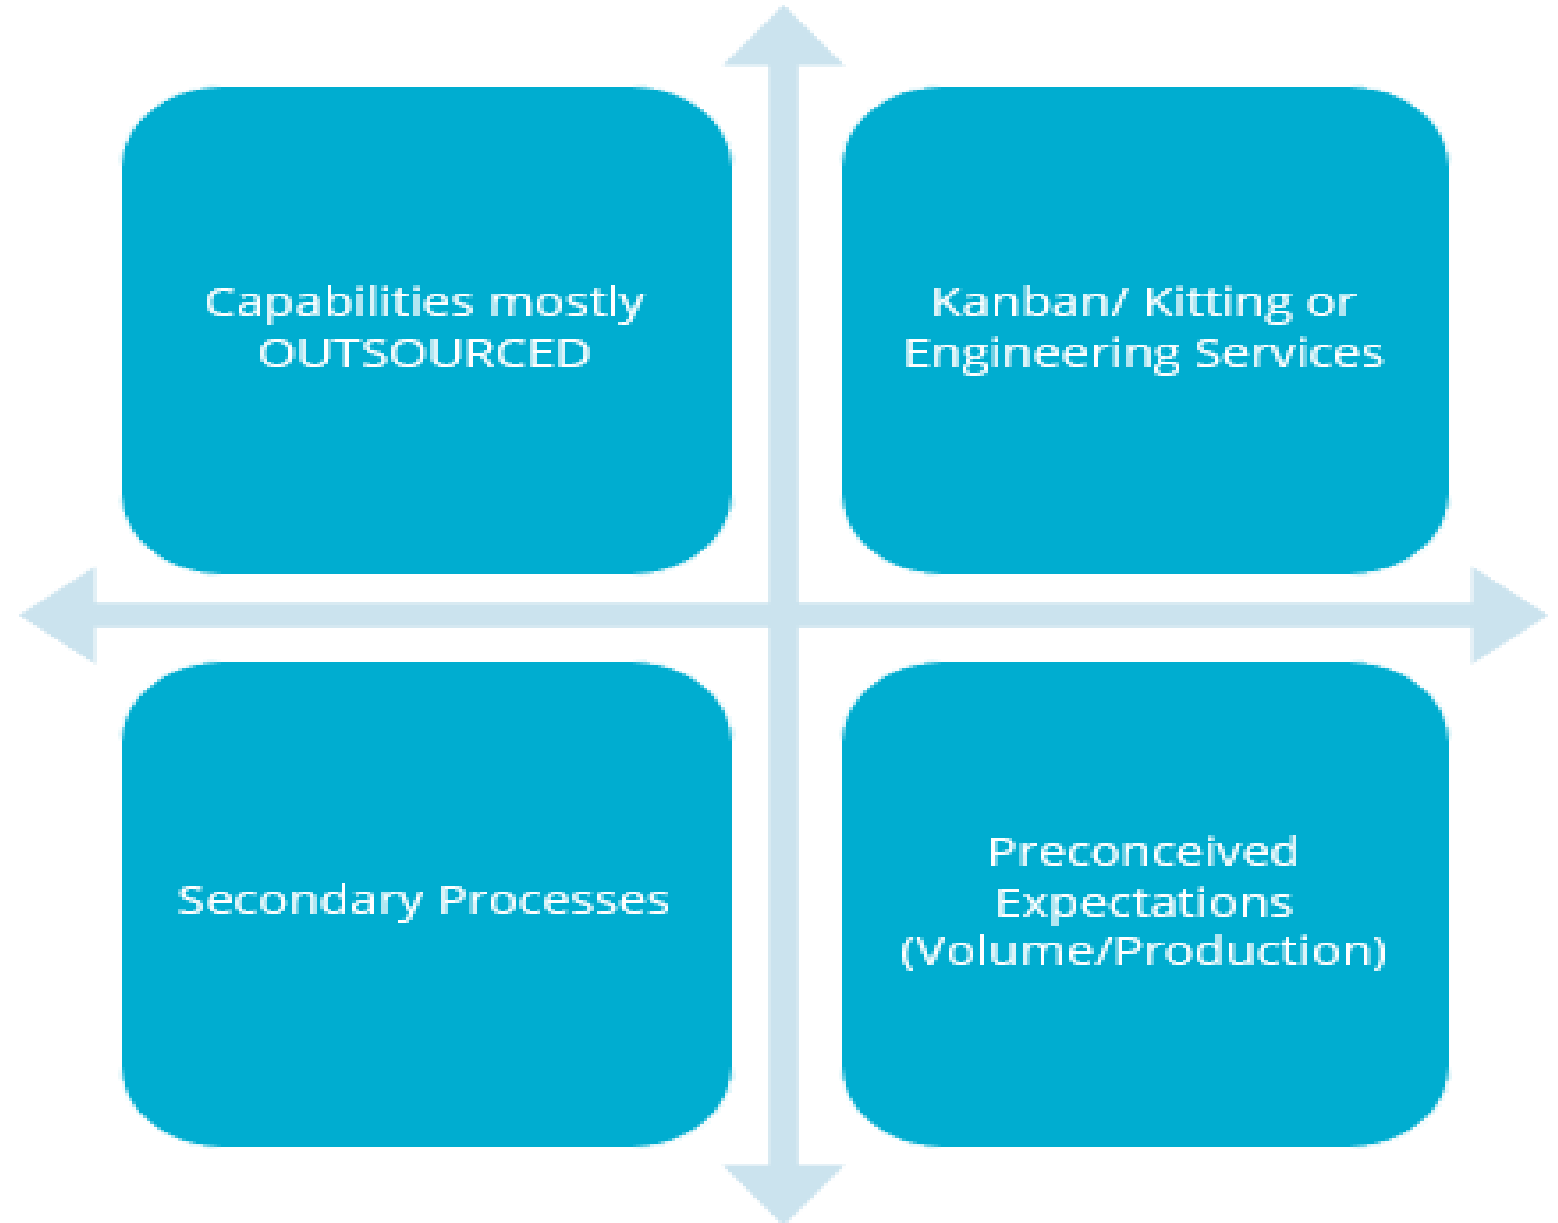 Capabilities mostly
OUTSOURCED
Kanban/ Kitting or
Engineering Services
Secondary Processes
Preconceived
Expectations
(Volume/Production)